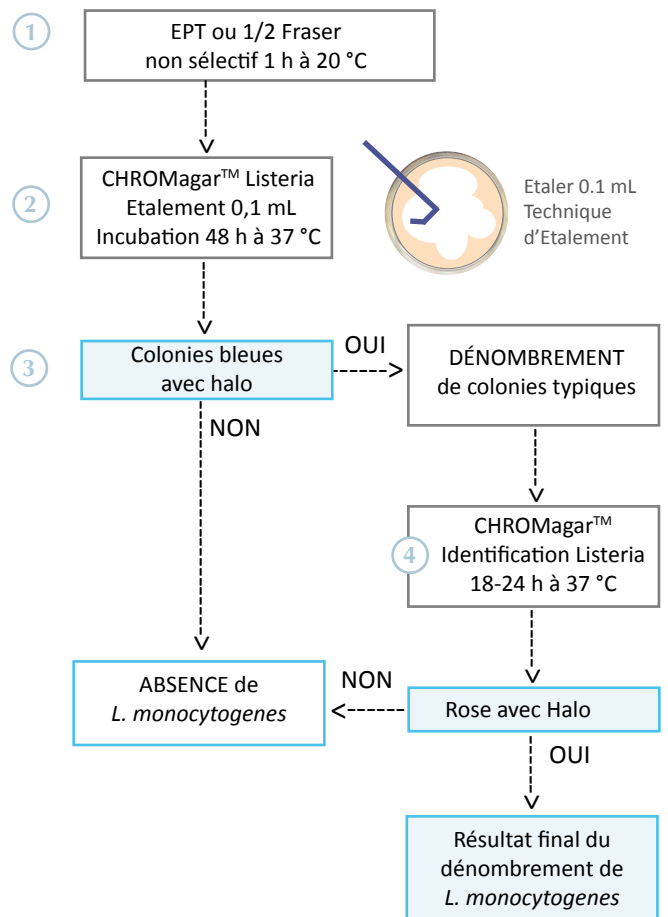 1
EPT ou 1/2 Fraser
non sélectif 1 h à 20 °C
2
CHROMagar™ Listeria
Etalement 0,1 mL
Incubation 48 h à 37 °C
Etaler 0.1 mL
Technique
d'Etalement
3
Colonies bleues
avec halo
OUI
DÉNOMBREMENT
de colonies typiques
NON
4
CHROMagar™
Identification Listeria
18-24 h à 37 °C
ABSENCE de
L. monocytogenes
NON
Rose avec Halo
OUI
Résultat final du
dénombrement de
L. monocytogenes